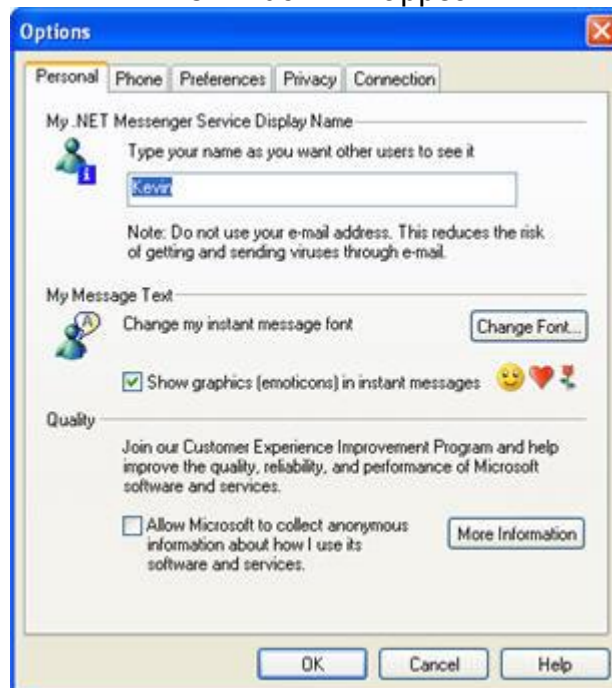 Options
Personal Phone Preferences Privacy Connection
My .NET Messenger Service Display Name
Type your name as you want other users to see it
Kevin
Note: Do not use your e-mail address. This reduces the risk
of getting and sending viruses through e-mail.
My Message Text
Change my instant message font
Change Font...
Show graphics (emoticons) in instant messages
Quality
Join our Customer Experience Improvement Program and help
improve the quality, reliability, and performance of Microsoft
software and services.
Allow Microsoft to collect anonymous
information about how I use its
software and services.
More Information
OK Cancel Help